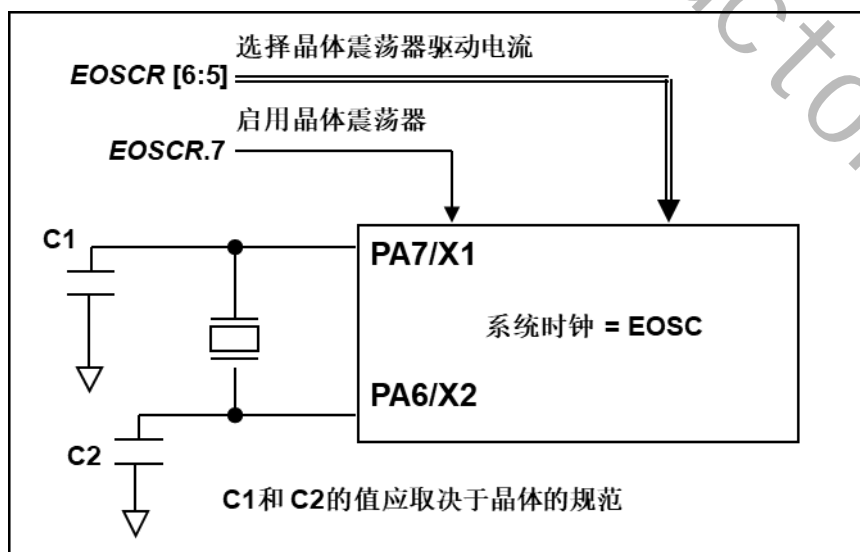 选择晶体震荡器驱动电流
EOSCR [6:5]
启用晶体震荡器
EOSCR.7
C1
PA7/X1
系统时钟 = EOSC
PA6/X2
C2
C1和 C2的值应取决于晶体的规范